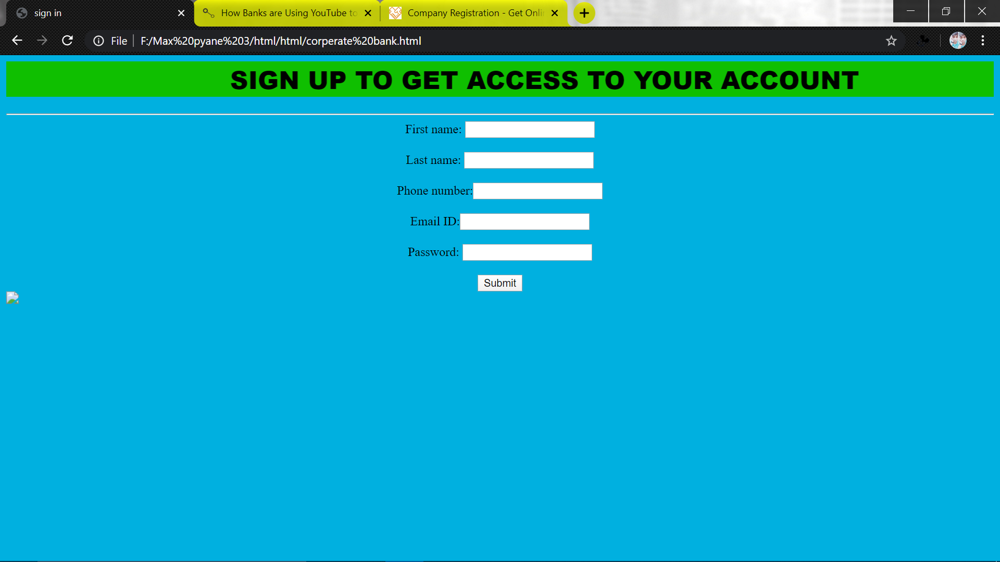 sign in
How Banks are Using YouTube to
Company Registration - Get Onli
File
F:/Max%20pyane%203/html/html/corperate%20bank.html
SIGN UP TO GET ACCESS TO YOUR ACCOUNT
First name:
Last name:
Phone number:
Email ID:
Password:
Submit